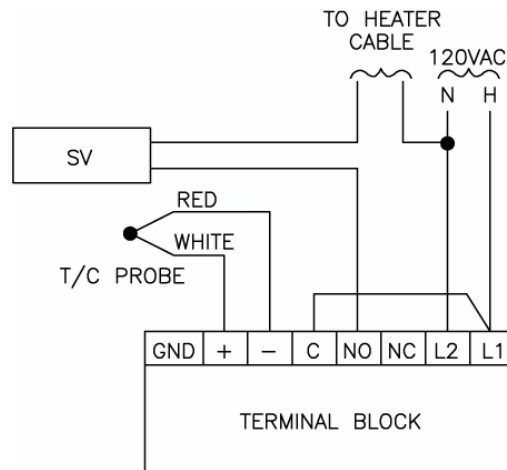 TO HEATER
CABLE
120VAC
N H
SV
RED
WHITE
T/C PROBE
GND + - C NO NC L2 L1
TERMINAL BLOCK